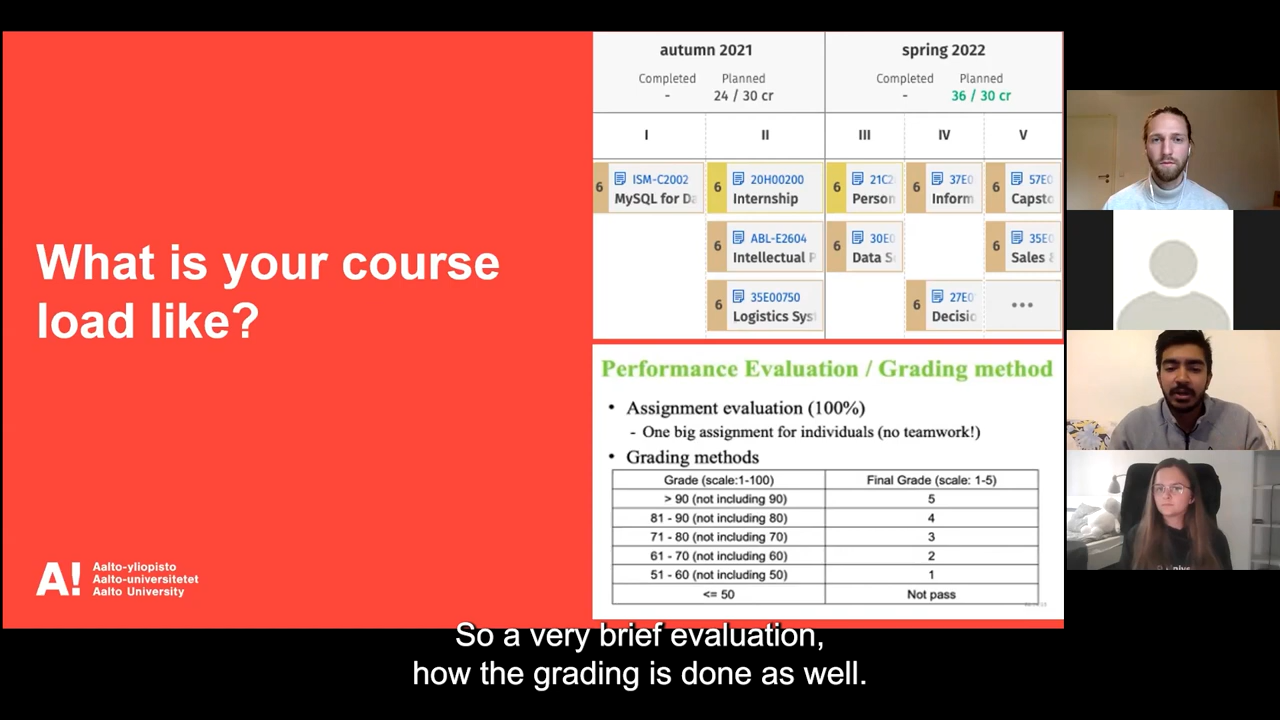 What is your course
load like?
A! Aalto-yliopisto
Aalto-universitetet
Aalto University
autumn 2021
spring 2022
Completed Planned
- 24 / 30 cr
Completed Planned
- 36 / 30 cr
I II III IV V
6 ISM-C2002
MySQL for Da
6 20H00200
Internship
6 21C2
Person
6 37E0
Inform
6 57E0
Capsto
6 ABL-E2604
Intellectual P
6 30E0
Data S
6 35E0
Sales &
6 35E00750
Logistics Sys
6 27E0
Decisio
...
Performance Evaluation / Grading method
• Assignment evaluation (100%)
- One big assignment for individuals (no teamwork!)
• Grading methods
Grade (scale:1-100) Final Grade (scale: 1-5)
> 90 (not including 90) 5
81 - 90 (not including 80) 4
71 - 80 (not including 70) 3
61 - 70 (not including 60) 2
51 - 60 (not including 50) 1
<= 50 Not pass
So a very brief evaluation,
how the grading is done as well.